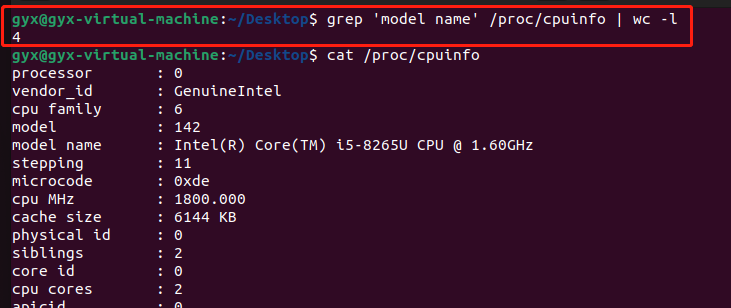 gyx@gyx-virtual-machine:~/Desktop$ grep 'model name' /proc/cpuinfo | wc -l
4
gyx@gyx-virtual-machine:~/Desktop$ cat /proc/cpuinfo
processor : 0
vendor_id : GenuineIntel
cpu family : 6
model : 142
model name : Intel(R) Core(TM) i5-8265U CPU @ 1.60GHz
stepping : 11
microcode : 0xde
cpu MHz : 1800.000
cache size : 6144 KB
physical id : 0
siblings : 2
core id : 0
cpu cores : 2
apicid : 0